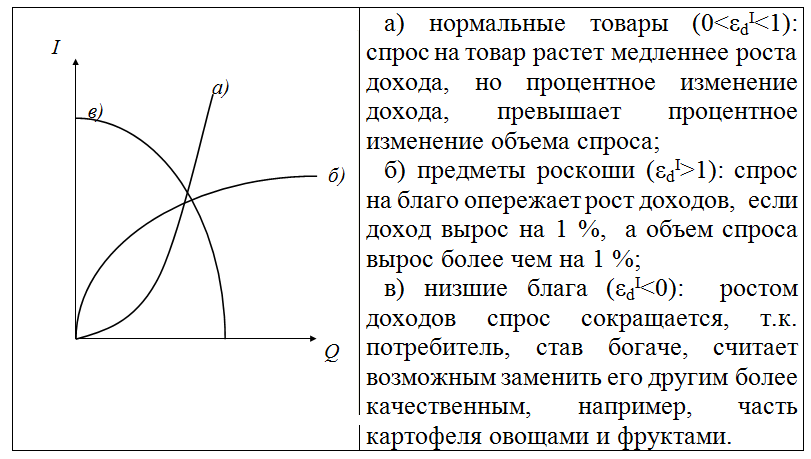 I
а)
в)
б)
Q
а) нормальные товары (0<εdI<1):
спрос на товар растет медленнее роста
дохода, но процентное изменение
дохода, превышает процентное
изменение объема спроса;
б) предметы роскоши (εdI>1): спрос
на благо опережает рост доходов, если
доход вырос на 1 %, а объем спроса
вырос более чем на 1 %;
в) низшие блага (εdI<0): ростом
доходов спрос сокращается, т.к.
потребитель, став богаче, считает
возможным заменить его другим более
качественным, например, часть
картофеля овощами и фруктами.